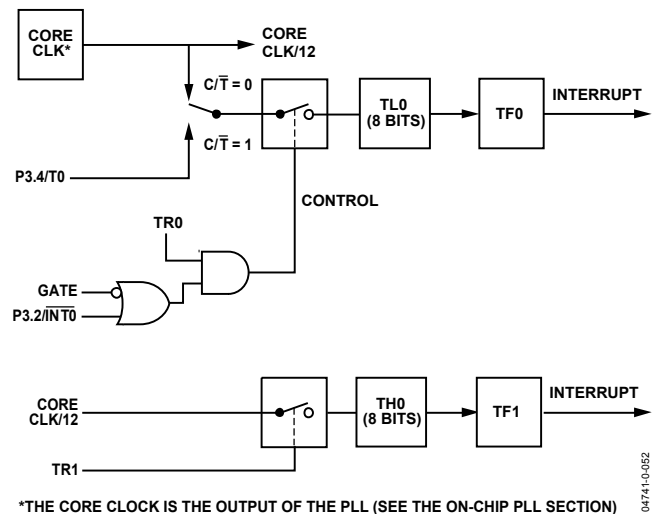 CORE
CLK*
CORE
CLK/12
C/T̅ = 0
C/T̅ = 1
P3.4/T0
TL0
(8 BITS)
TF0
INTERRUPT
CONTROL
TR0
GATE
P3.2/I̅N̅T̅0̅
CORE
CLK/12
TR1
TH0
(8 BITS)
TF1
INTERRUPT
04741-0-052
*THE CORE CLOCK IS THE OUTPUT OF THE PLL (SEE THE ON-CHIP PLL SECTION)